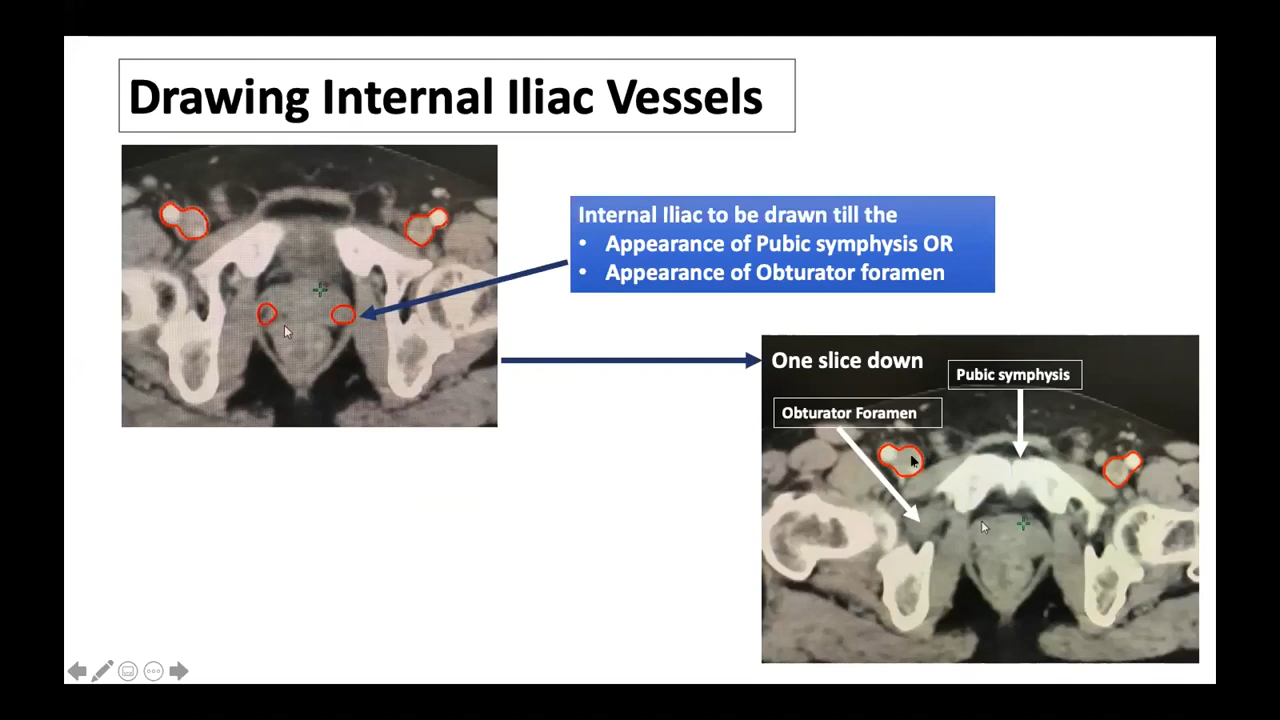 Drawing Internal Iliac Vessels
Internal Iliac to be drawn till the
• Appearance of Pubic symphysis OR
• Appearance of Obturator foramen
One slice down
Pubic symphysis
Obturator Foramen